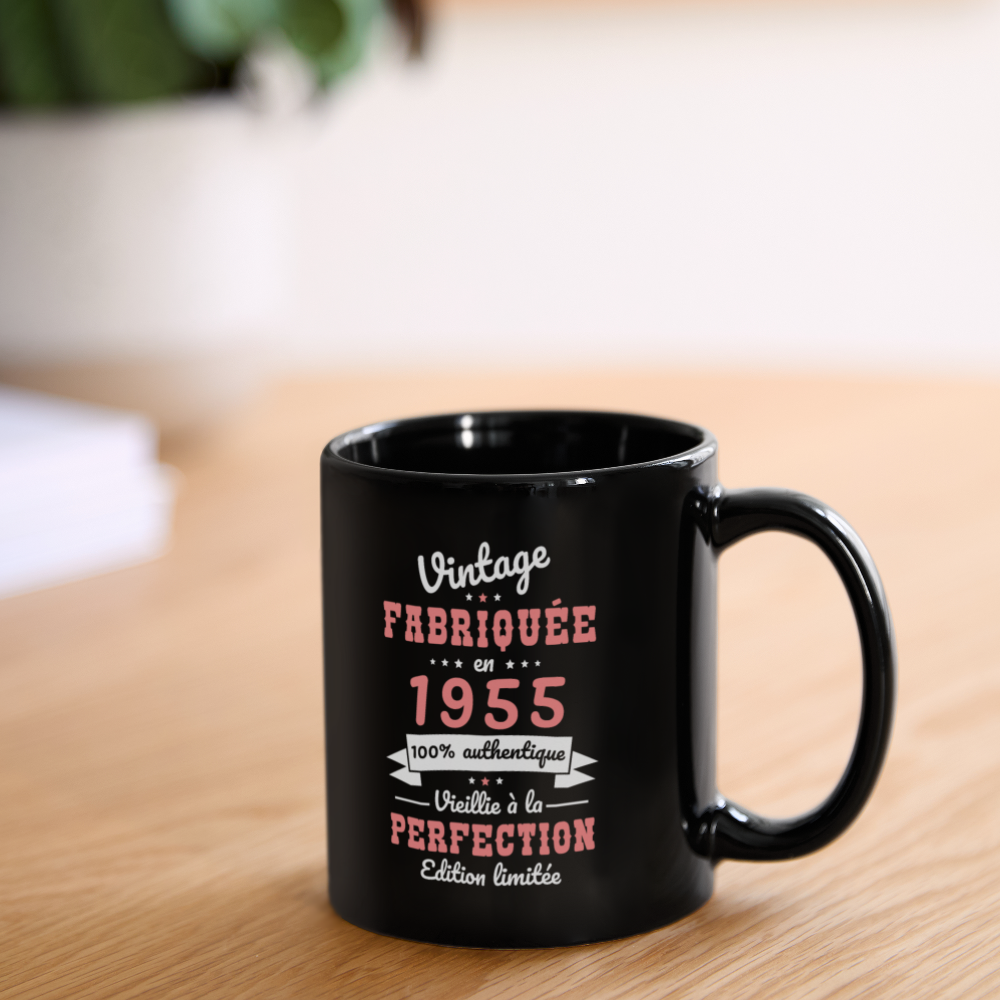 Vintage
FABRIQUÉE
en
1955
100% authentique
Vieillie à la
PERFECTION
Edition limitée